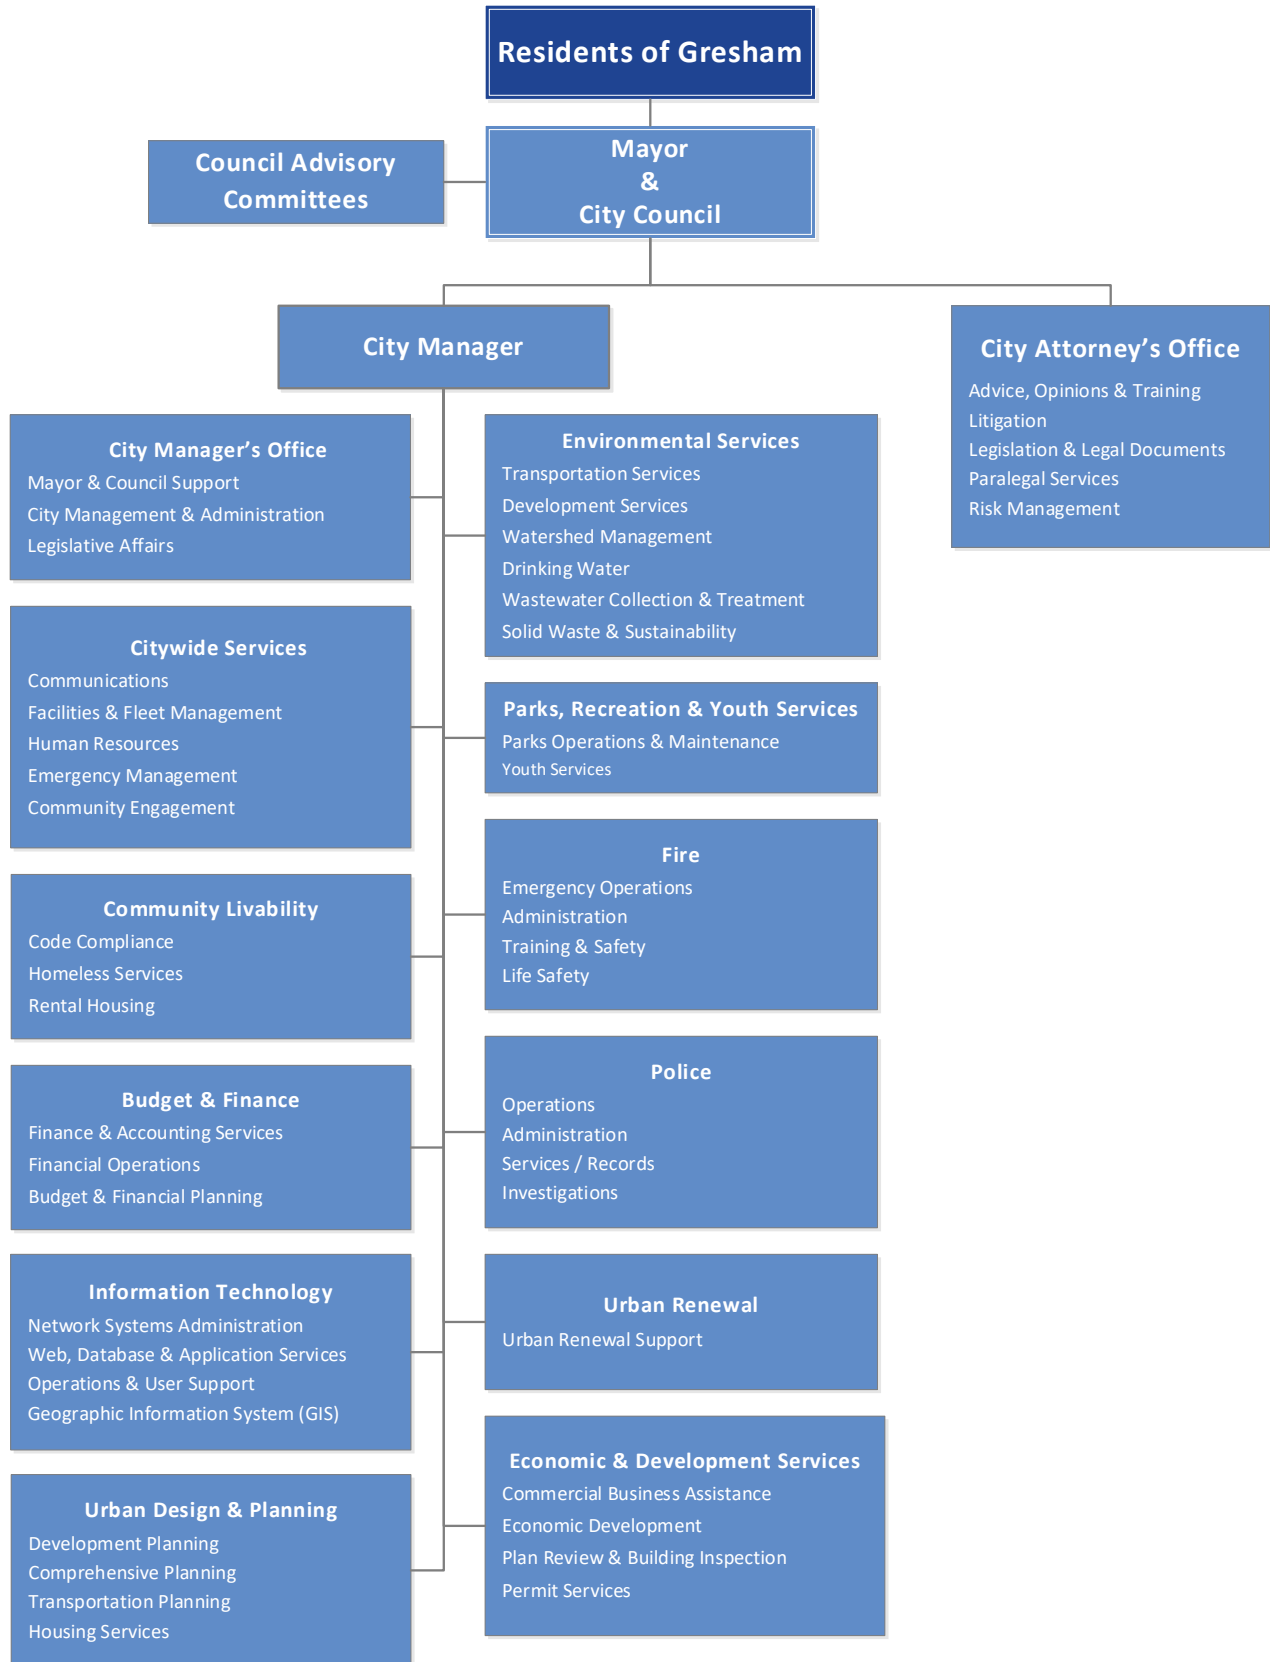 Residents of Gresham
Council Advisory
Committees
Mayor
&
City Council
City Manager
City Attorney’s Office
Advice, Opinions & Training
Litigation
Legislation & Legal Documents
Paralegal Services
Risk Management
City Manager’s Office
Mayor & Council Support
City Management & Administration
Legislative Affairs
Citywide Services
Communications
Facilities & Fleet Management
Human Resources
Emergency Management
Community Engagement
Community Livability
Code Compliance
Homeless Services
Rental Housing
Budget & Finance
Finance & Accounting Services
Financial Operations
Budget & Financial Planning
Information Technology
Network Systems Administration
Web, Database & Application Services
Operations & User Support
Geographic Information System (GIS)
Urban Design & Planning
Development Planning
Comprehensive Planning
Transportation Planning
Housing Services
Environmental Services
Transportation Services
Development Services
Watershed Management
Drinking Water
Wastewater Collection & Treatment
Solid Waste & Sustainability
Parks, Recreation & Youth Services
Parks Operations & Maintenance
Youth Services
Fire
Emergency Operations
Administration
Training & Safety
Life Safety
Police
Operations
Administration
Services / Records
Investigations
Urban Renewal
Urban Renewal Support
Economic & Development Services
Commercial Business Assistance
Economic Development
Plan Review & Building Inspection
Permit Services